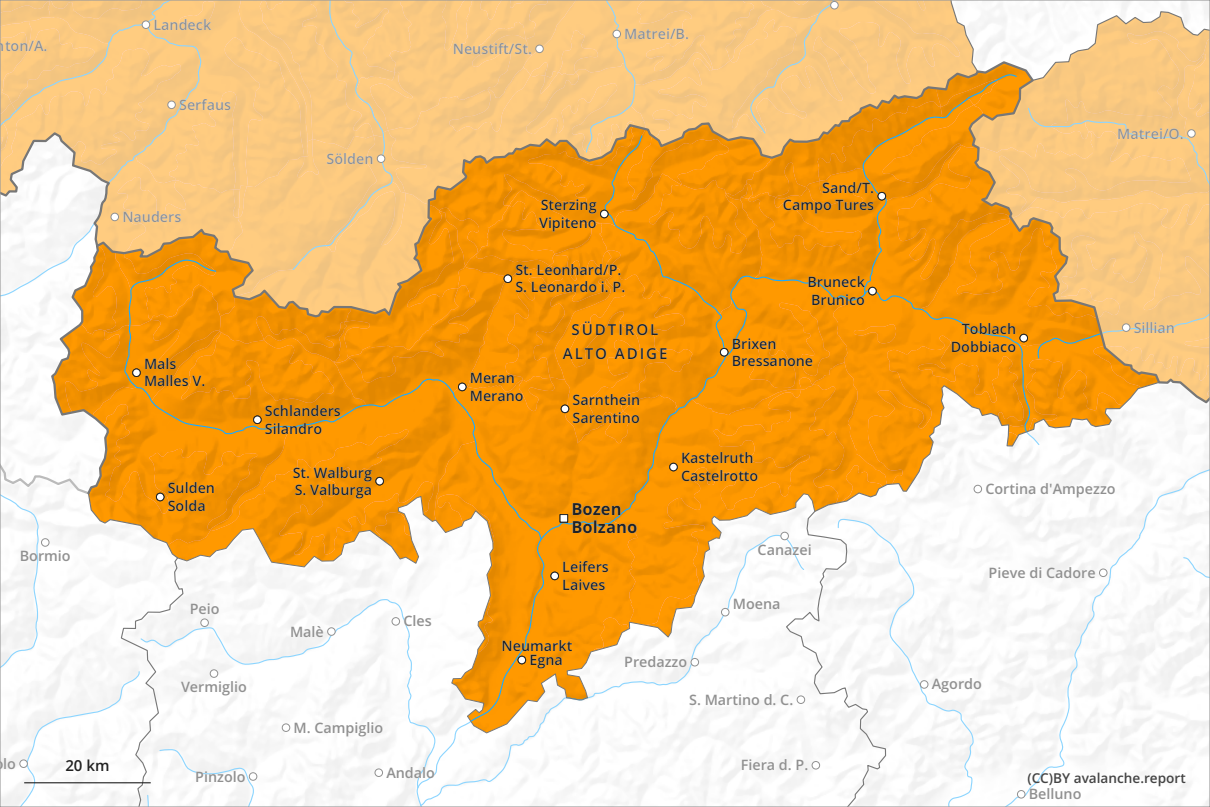 Landeck
nton/A.
Neustift/St.
Matrei/B.
Serfaus
Matrei/O.
Sölden
Nauders
Sand/T.
Campo Tures
Sterzing
Vipiteno
St. Leonhard/P.
S. Leonardo i. P.
Bruneck
Brunico
SÜDTIROL
ALTO ADIGE
Toblach
Dobbiaco
Sillian
Brixen
Bressanone
Mals
Malles V.
Meran
Merano
Sarnthein
Sarentino
Schlanders
Silandro
Kastelruth
Castelrotto
St. Walburg
S. Valburga
Sulden
Solda
Cortina d'Ampezzo
Bozen
Bolzano
Bormio
Canazei
Leifers
Laives
Pieve di Cadore
Peio
Moena
Malè
Cles
Neumarkt
Egna
Predazzo
Vermiglio
Agordo
S. Martino d. C.
M. Campiglio
olo
20 km
Pinzolo
Andalo
Fiera d. P.
(CC)BY avalanche.report
Belluno